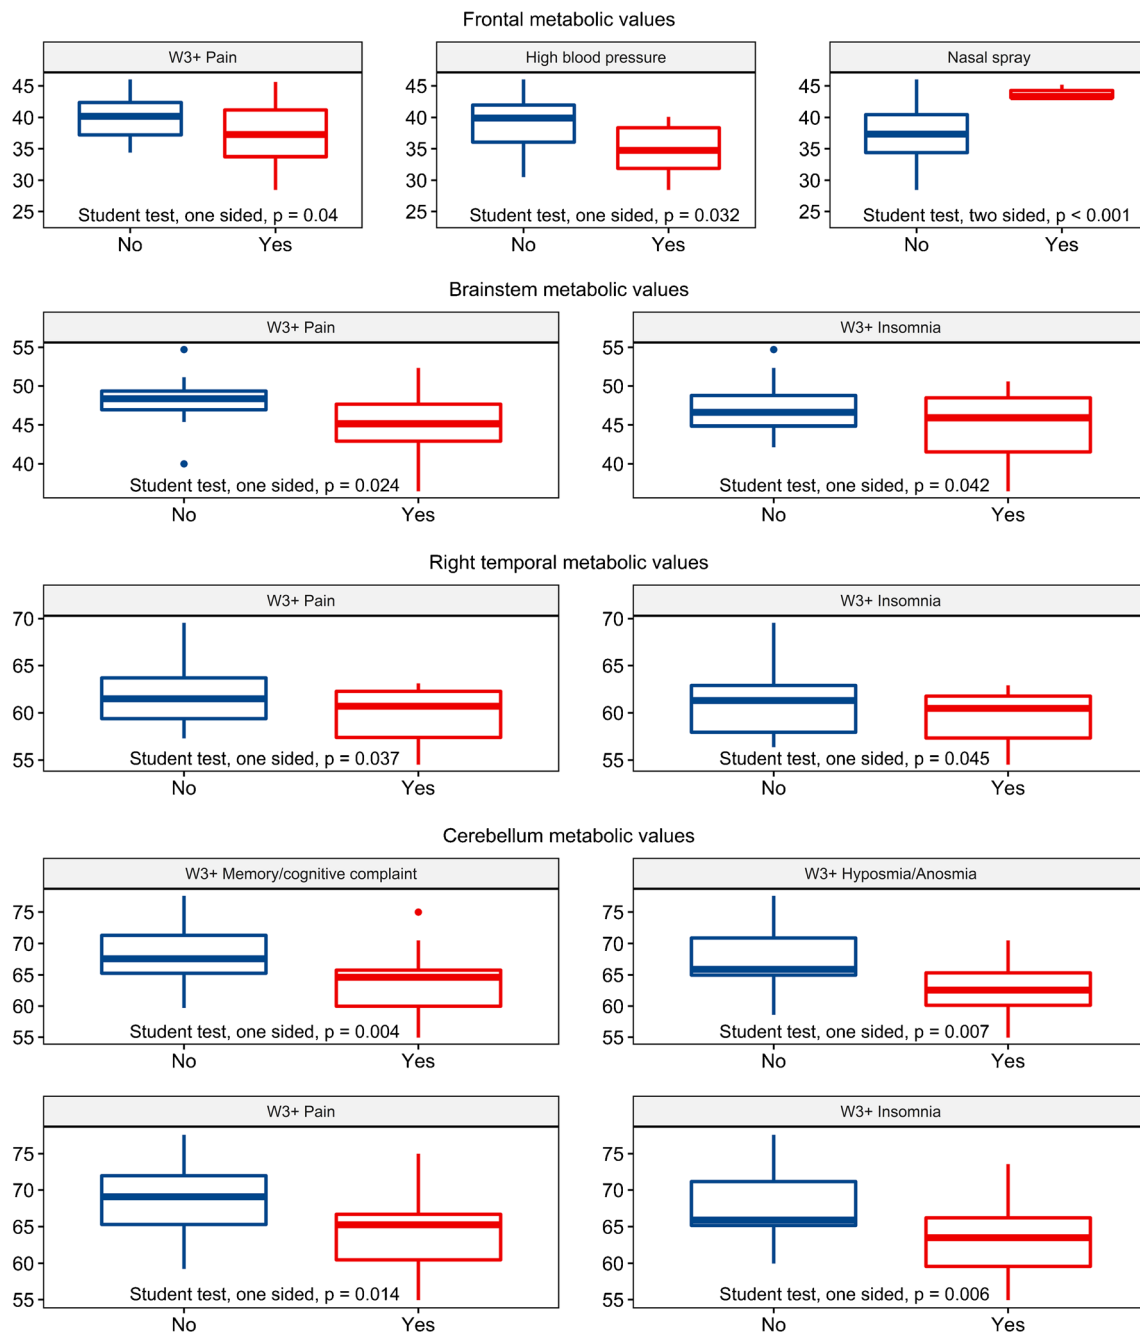 Frontal metabolic values
W3+ Pain
High blood pressure
Nasal spray
45
40
35
30
25
Student test, one sided, p = 0.04
No
Yes
45
40
35
30
25
Student test, one sided, p = 0.032
No
Yes
45
40
35
30
25
Student test, two sided, p < 0.001
No
Yes
Brainstem metabolic values
W3+ Pain
W3+ Insomnia
55
50
45
40
Student test, one sided, p = 0.024
No
Yes
55
50
45
40
Student test, one sided, p = 0.042
No
Yes
Right temporal metabolic values
W3+ Pain
W3+ Insomnia
70
65
60
55
Student test, one sided, p = 0.037
No
Yes
70
65
60
55
Student test, one sided, p = 0.045
No
Yes
Cerebellum metabolic values
W3+ Memory/cognitive complaint
W3+ Hyposmia/Anosmia
75
70
65
60
55
Student test, one sided, p = 0.004
No
Yes
75
70
65
60
55
Student test, one sided, p = 0.007
No
Yes
W3+ Pain
W3+ Insomnia
75
70
65
60
55
Student test, one sided, p = 0.014
No
Yes
75
70
65
60
55
Student test, one sided, p = 0.006
No
Yes